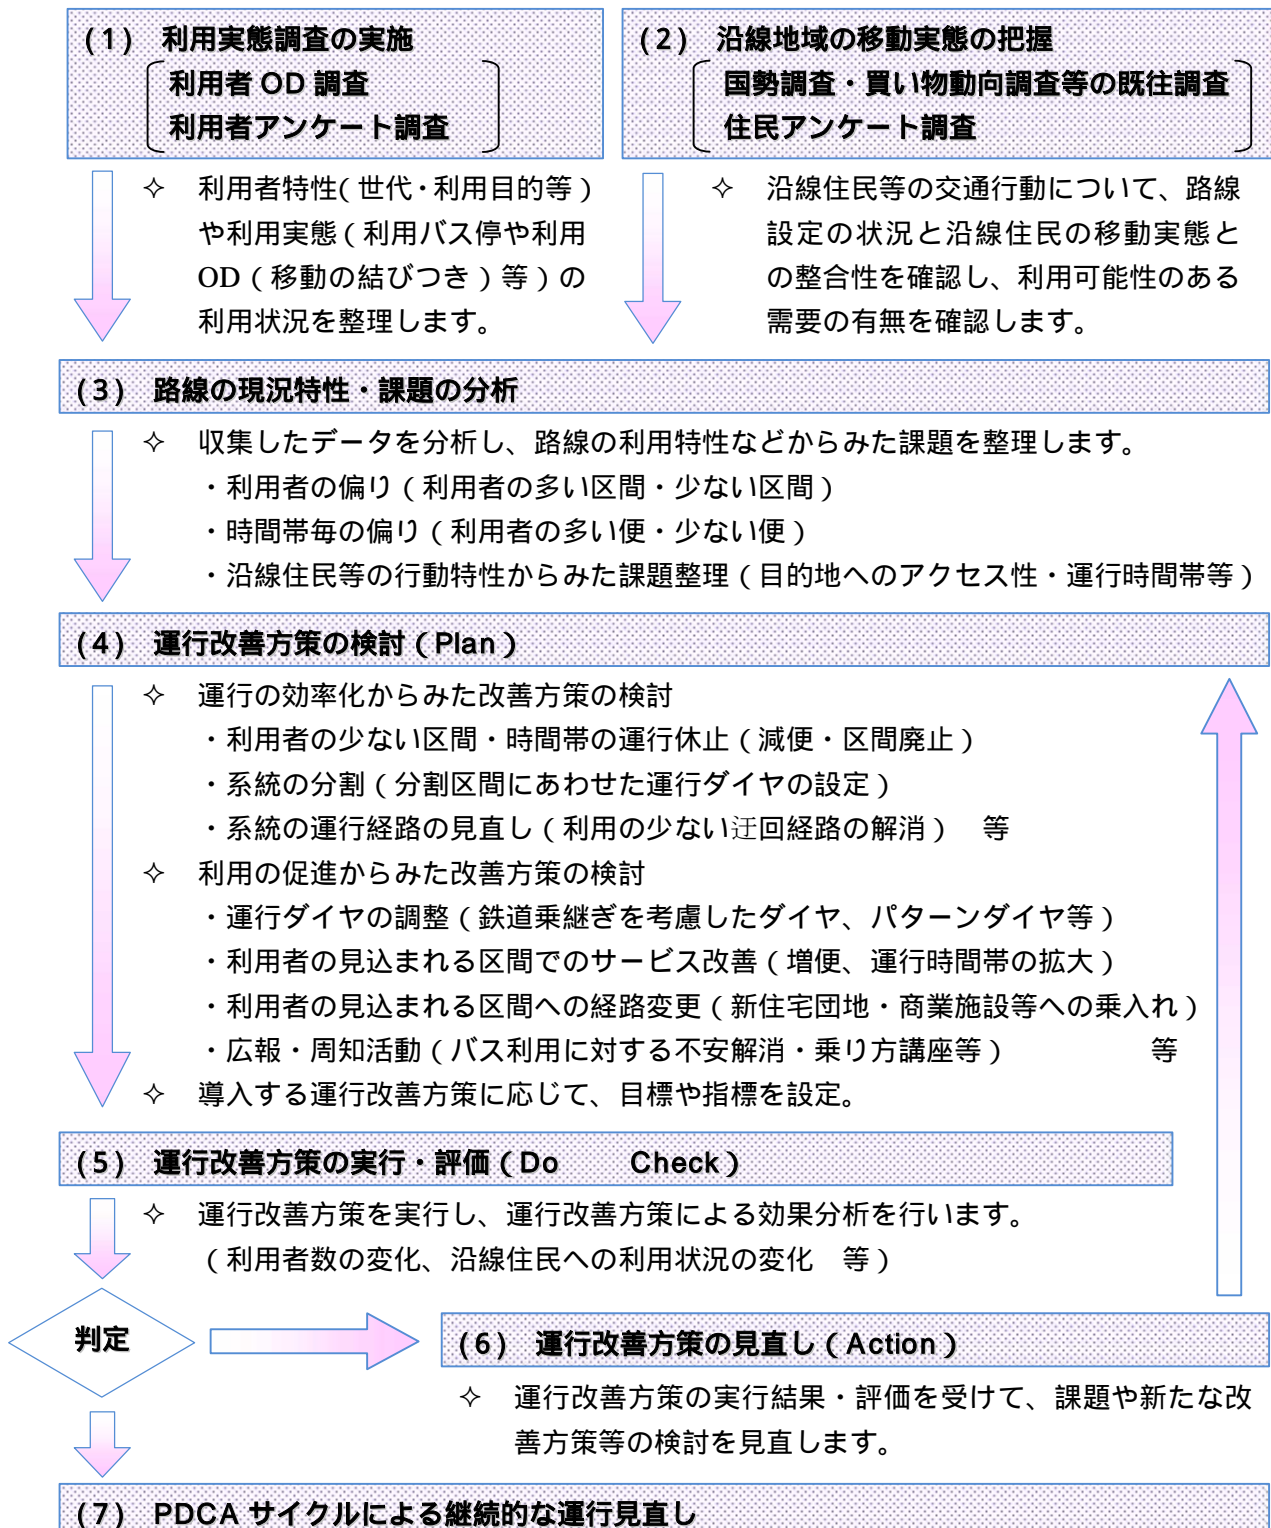 (1) 利用実態調査の実施
利用者 OD 調査
利用者アンケート調査
(2) 沿線地域の移動実態の把握
国勢調査・買い物動向調査等の既往調査
住民アンケート調査
✧ 利用者特性(世代・利用目的等)
や利用実態(利用バス停や利用
OD(移動の結びつき)等)の
利用状況を整理します。
✧ 沿線住民等の交通行動について、路線
設定の状況と沿線住民の移動実態と
の整合性を確認し、利用可能性のある
需要の有無を確認します。
(3) 路線の現況特性・課題の分析
✧ 収集したデータを分析し、路線の利用特性などからみた課題を整理します。
・利用者の偏り(利用者の多い区間・少ない区間)
・時間帯毎の偏り(利用者の多い便・少ない便)
・沿線住民等の行動特性からみた課題整理(目的地へのアクセス性・運行時間帯等)
(4) 運行改善方策の検討(Plan)
✧ 運行の効率化からみた改善方策の検討
・利用者の少ない区間・時間帯の運行休止(減便・区間廃止)
・系統の分割(分割区間にあわせた運行ダイヤの設定)
・系統の運行経路の見直し(利用の少ない迂回経路の解消) 等
✧ 利用の促進からみた改善方策の検討
・運行ダイヤの調整(鉄道乗継ぎを考慮したダイヤ、パターンダイヤ等)
・利用者の見込まれる区間でのサービス改善(増便、運行時間帯の拡大)
・利用者の見込まれる区間への経路変更(新住宅団地・商業施設等への乗入れ)
・広報・周知活動(バス利用に対する不安解消・乗り方講座等) 等
✧ 導入する運行改善方策に応じて、目標や指標を設定。
(5) 運行改善方策の実行・評価(Do Check)
✧ 運行改善方策を実行し、運行改善方策による効果分析を行います。
(利用者数の変化、沿線住民への利用状況の変化 等)
判定
(6) 運行改善方策の見直し(Action)
✧ 運行改善方策の実行結果・評価を受けて、課題や新たな改
善方策等の検討を見直します。
(7) PDCA サイクルによる継続的な運行見直し